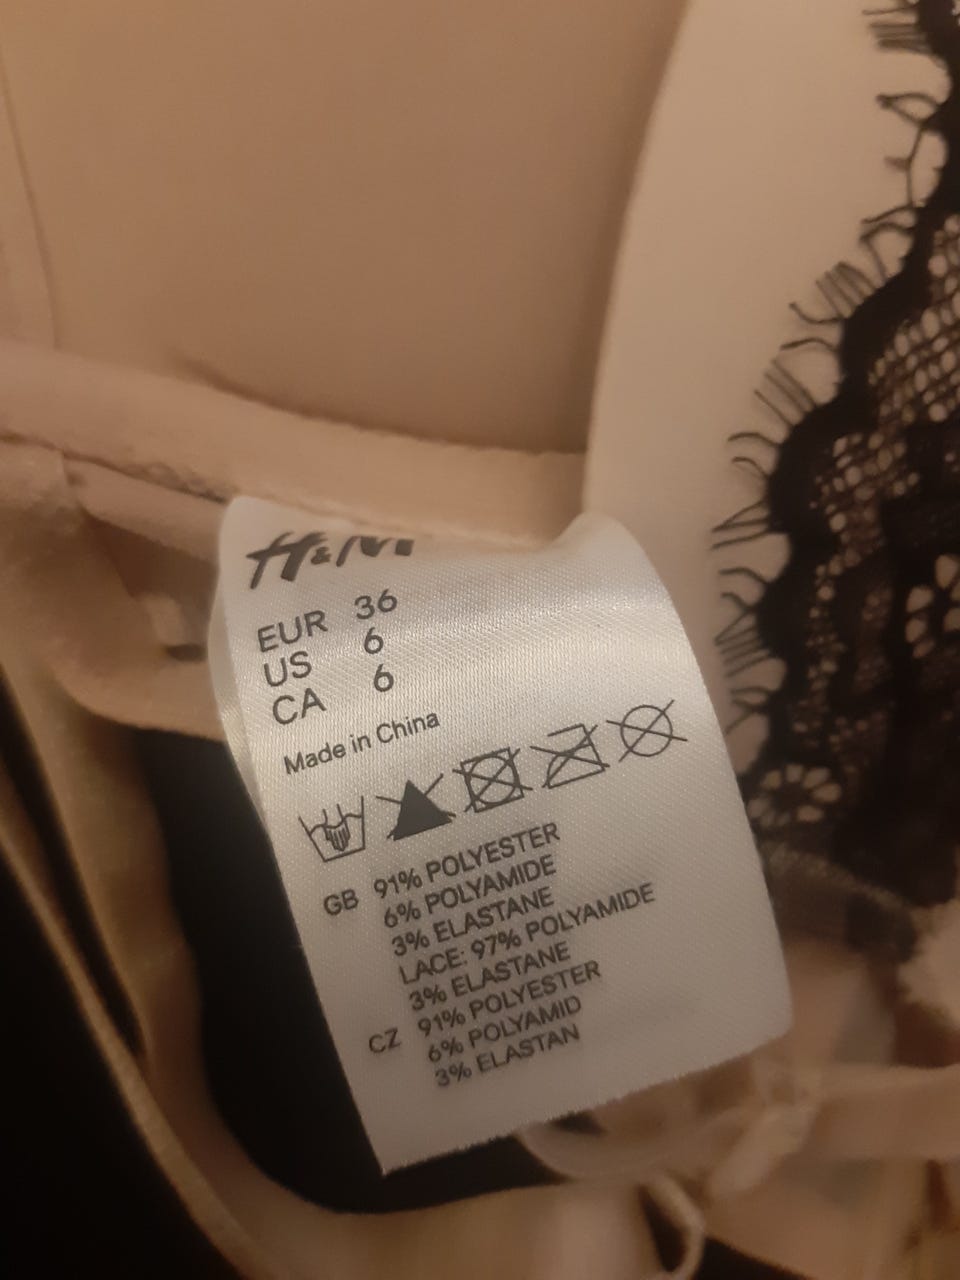 H&M
EUR 36
US 6
CA 6
Made in China
GB 91% POLYESTER
6% POLYAMIDE
3% ELASTANE
LACE: 97% POLYAMIDE
3% ELASTANE
CZ 91% POLYESTER
6% POLYAMID
3% ELASTAN